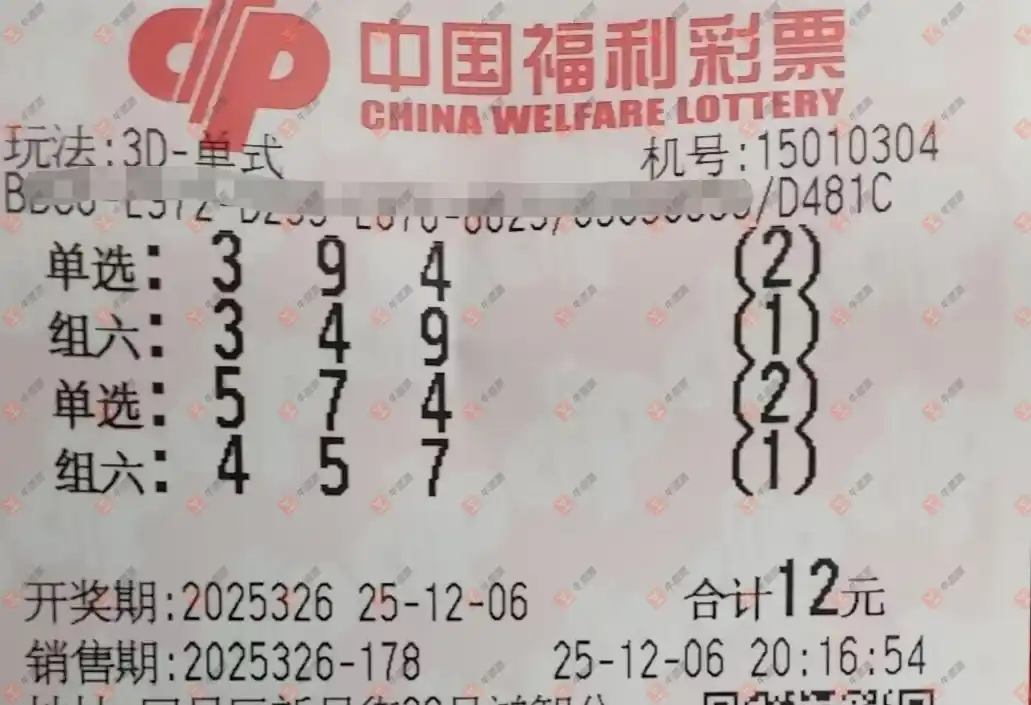 中国福利彩票
CHINA WELFARE LOTTERY
玩法:3D-单式 机号:15010304
/D481C
单选: 3 9 4 (2)
组六: 3 4 9 (1)
单选: 5 7 4 (2)
组六: 4 5 7 (1)
开奖期:2025326 25-12-06 合计12元
销售期:2025326-178 25-12-06 20:16:54